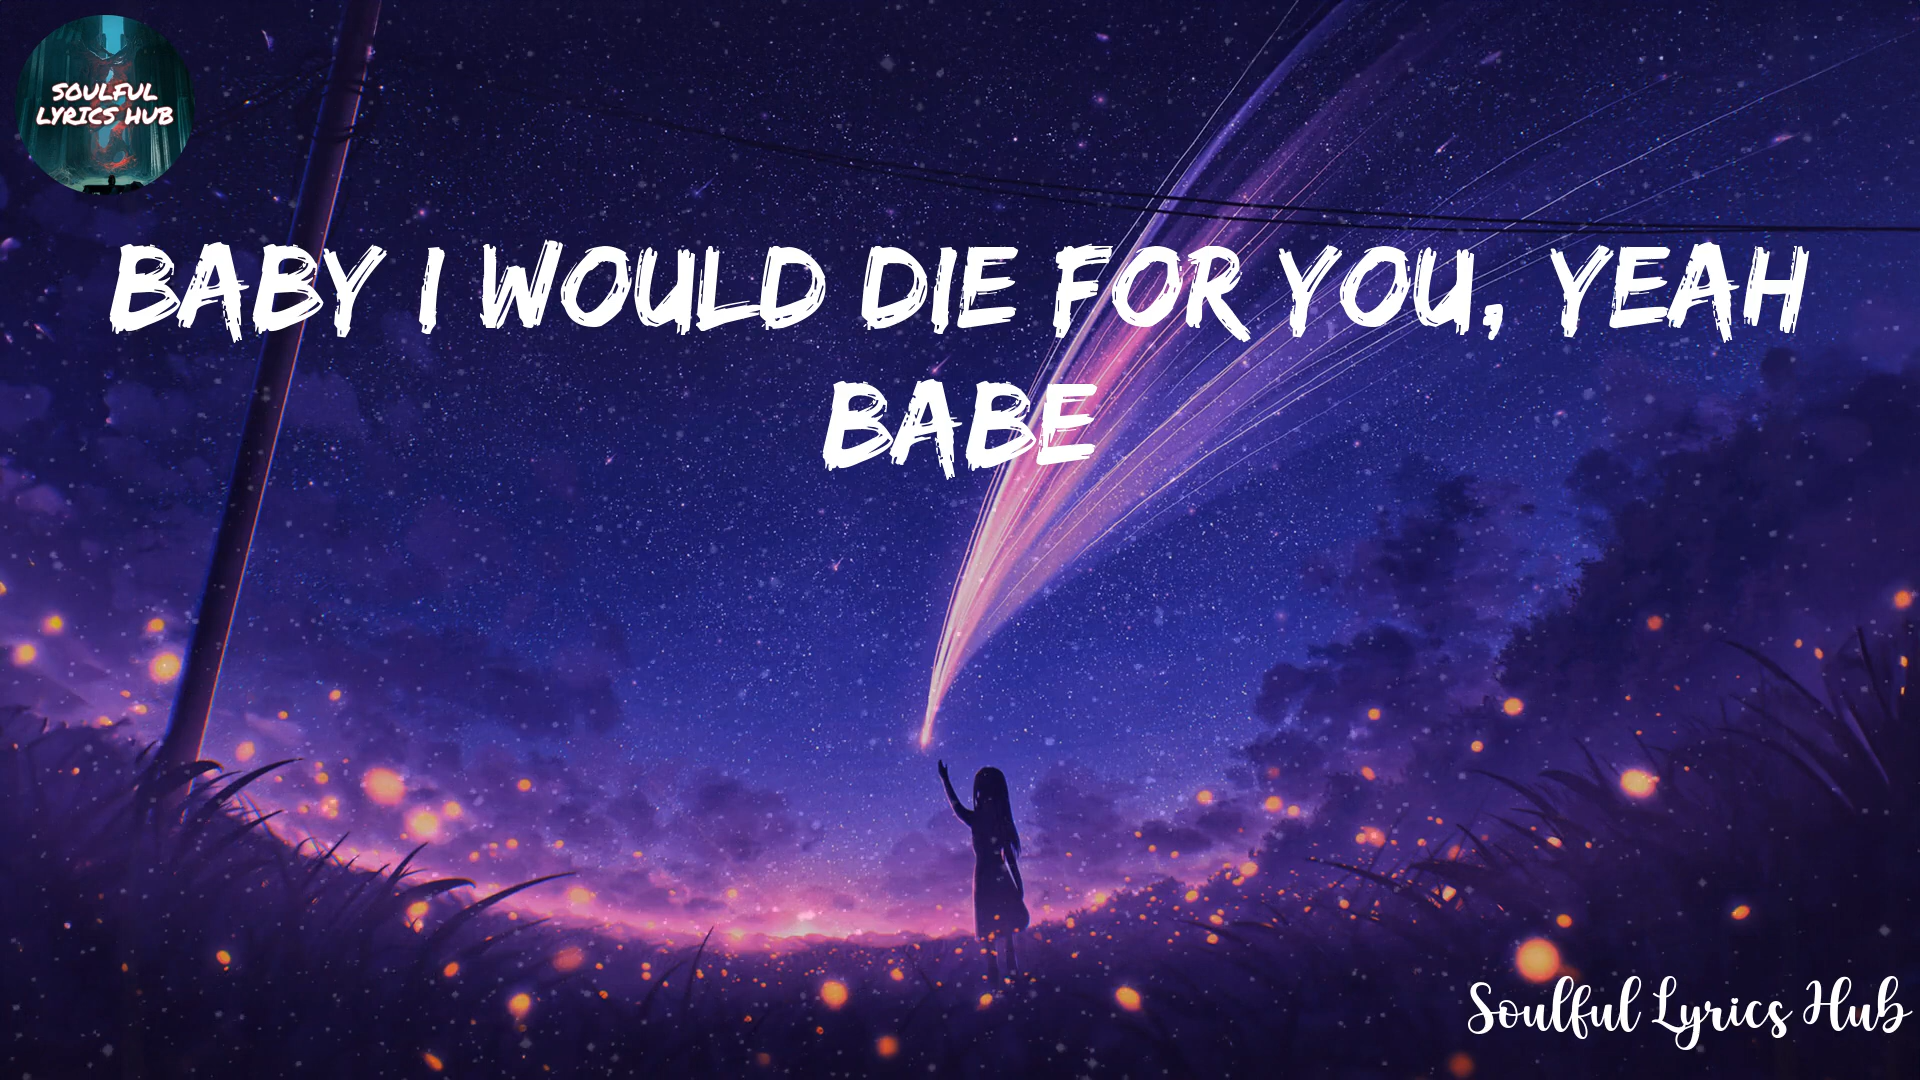 SOULFUL
LYRICS HUB
BABY I WOULD DIE FOR YOU, YEAH
BABE
Soulful Lyrics Hub